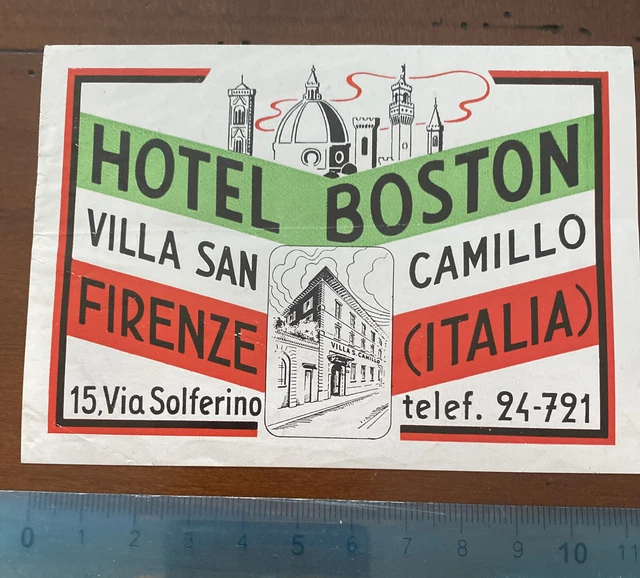 HOTEL BOSTON
VILLA SAN CAMILLO
FIRENZE (ITALIA)
VILLA S. CAMILLO
15, Via Solferino telef. 24-721
0 1 2 3 4 5 6 7 8 9 10 11